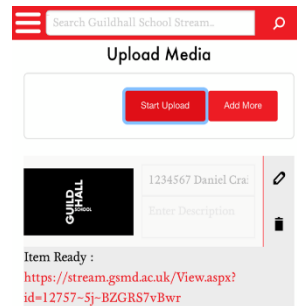 Search Guildhall School Stream..
Upload Media
Start Upload
Add More
GUILD
HALL
SCHOOL
1234567 Daniel Cra
Enter Description
Item Ready :
https://stream.gsmd.ac.uk/View.aspx?
id=12757~5j~BZGRS7vBwr